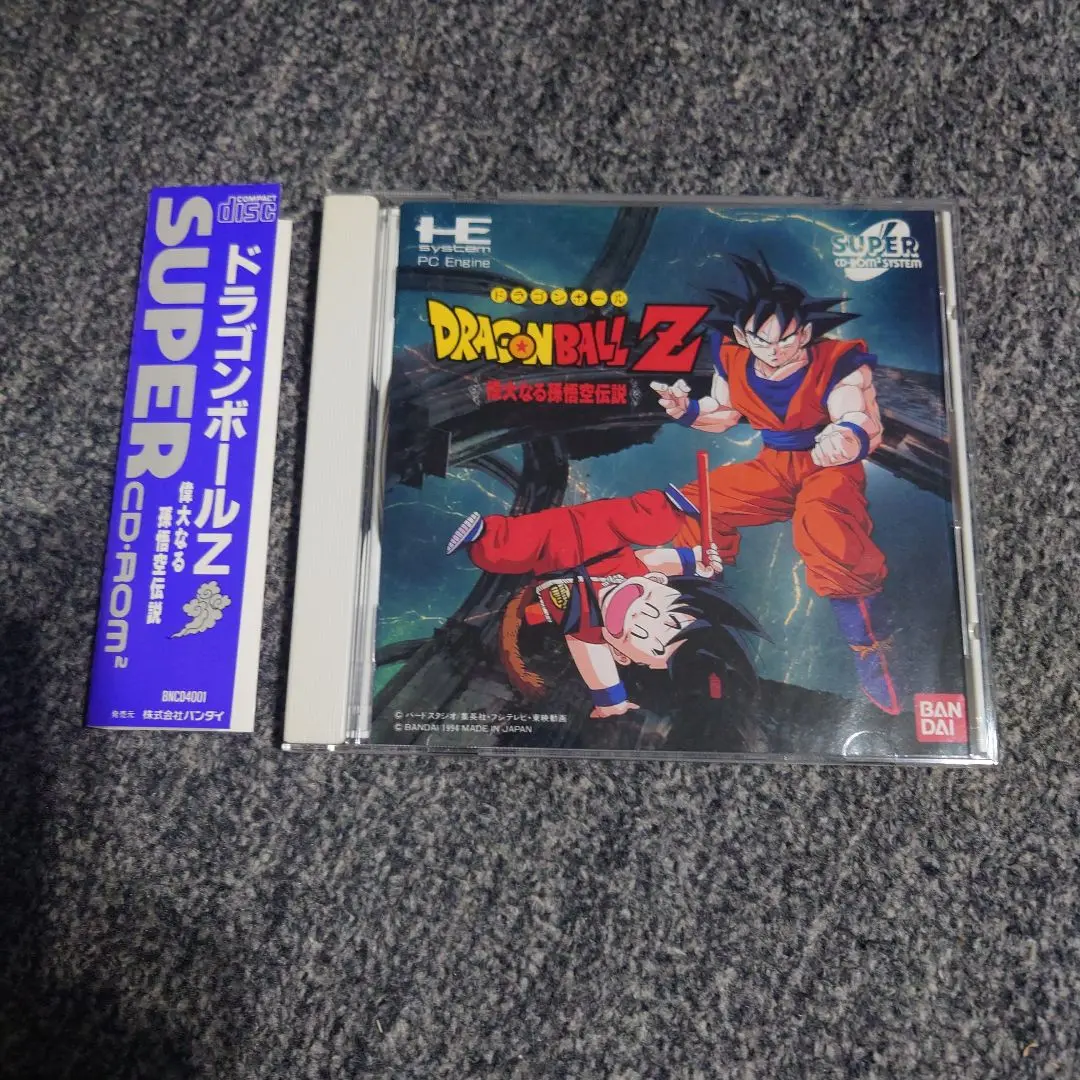 COMPACT
disc
SUPER CD-ROM²
ドラゴンボールZ
偉大なる
孫悟空伝説
BNCD4001
発売元 株式会社バンダイ
HE
system
PC Engine
SUPER
CD-ROM² SYSTEM
ドラゴンボール
DRAGON BALL Z
偉大なる孫悟空伝説
© バードスタジオ/集英社・フジテレビ・東映動画
© BANDAI 1994 MADE IN JAPAN
BAN
DAI